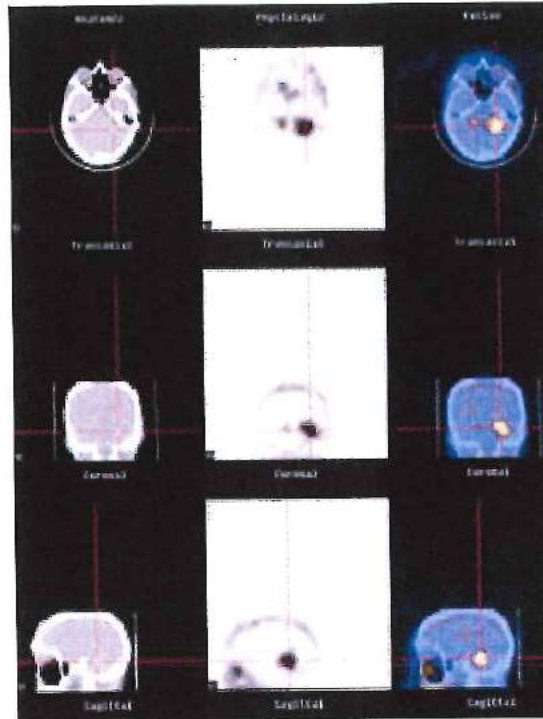 Anatomic Physiologic Fusion
Transaxial Transaxial Transaxial
Coronal Coronal Coronal
Sagittal Sagittal Sagittal